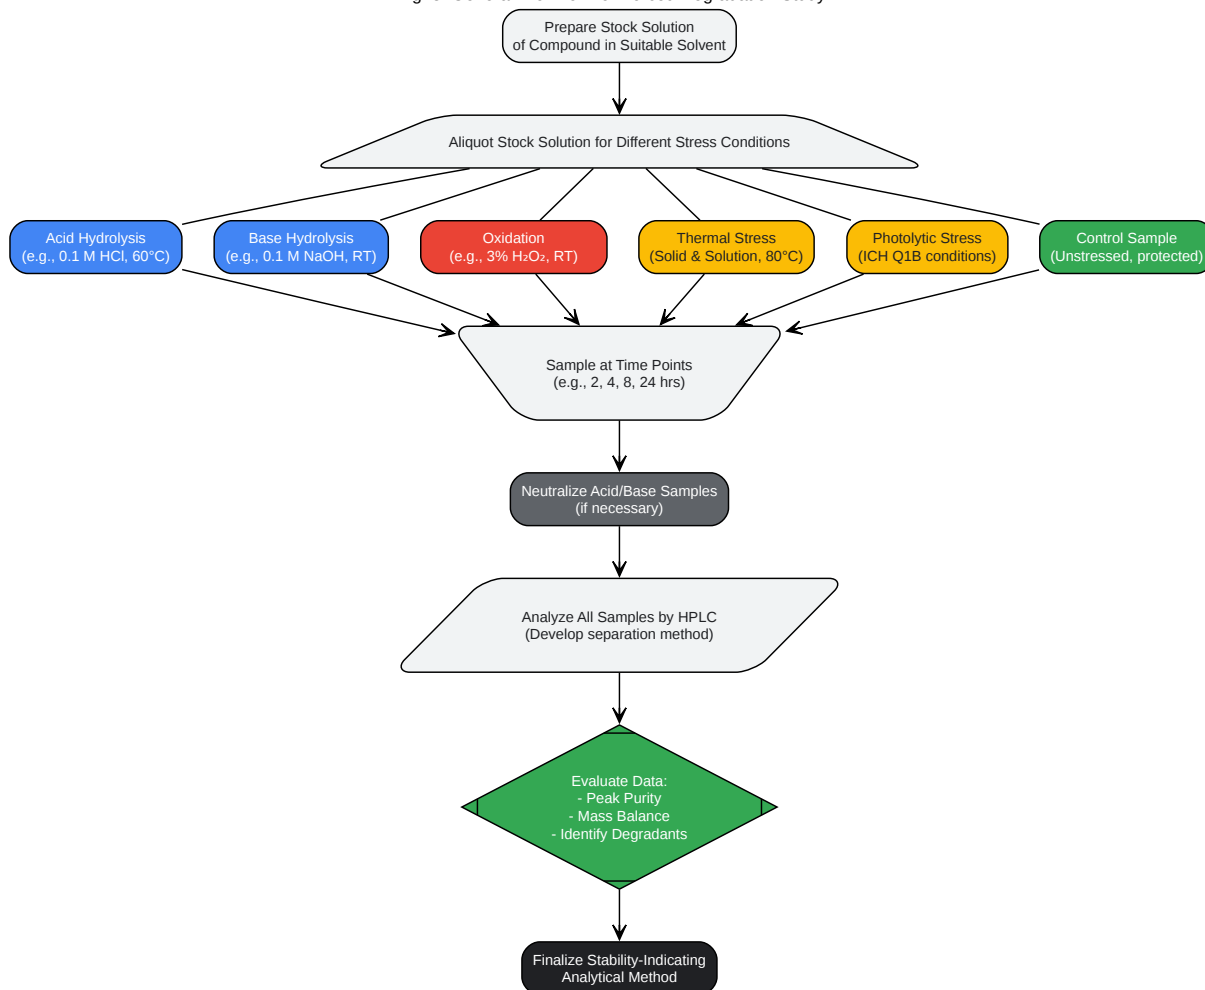 Prepare Stock Solution
of Compound in Suitable Solvent
Aliquot Stock Solution for Different Stress Conditions
Acid Hydrolysis
(e.g., 0.1 M HCl, 60°C)
Base Hydrolysis
(e.g., 0.1 M NaOH, RT)
Oxidation
(e.g., 3% H₂O₂, RT)
Thermal Stress
(Solid & Solution, 80°C)
Photolytic Stress
(ICH Q1B conditions)
Control Sample
(Unstressed, protected)
Sample at Time Points
(e.g., 2, 4, 8, 24 hrs)
Neutralize Acid/Base Samples
(if necessary)
Analyze All Samples by HPLC
(Develop separation method)
Evaluate Data:
- Peak Purity
- Mass Balance
- Identify Degradants
Finalize Stability-Indicating
Analytical Method